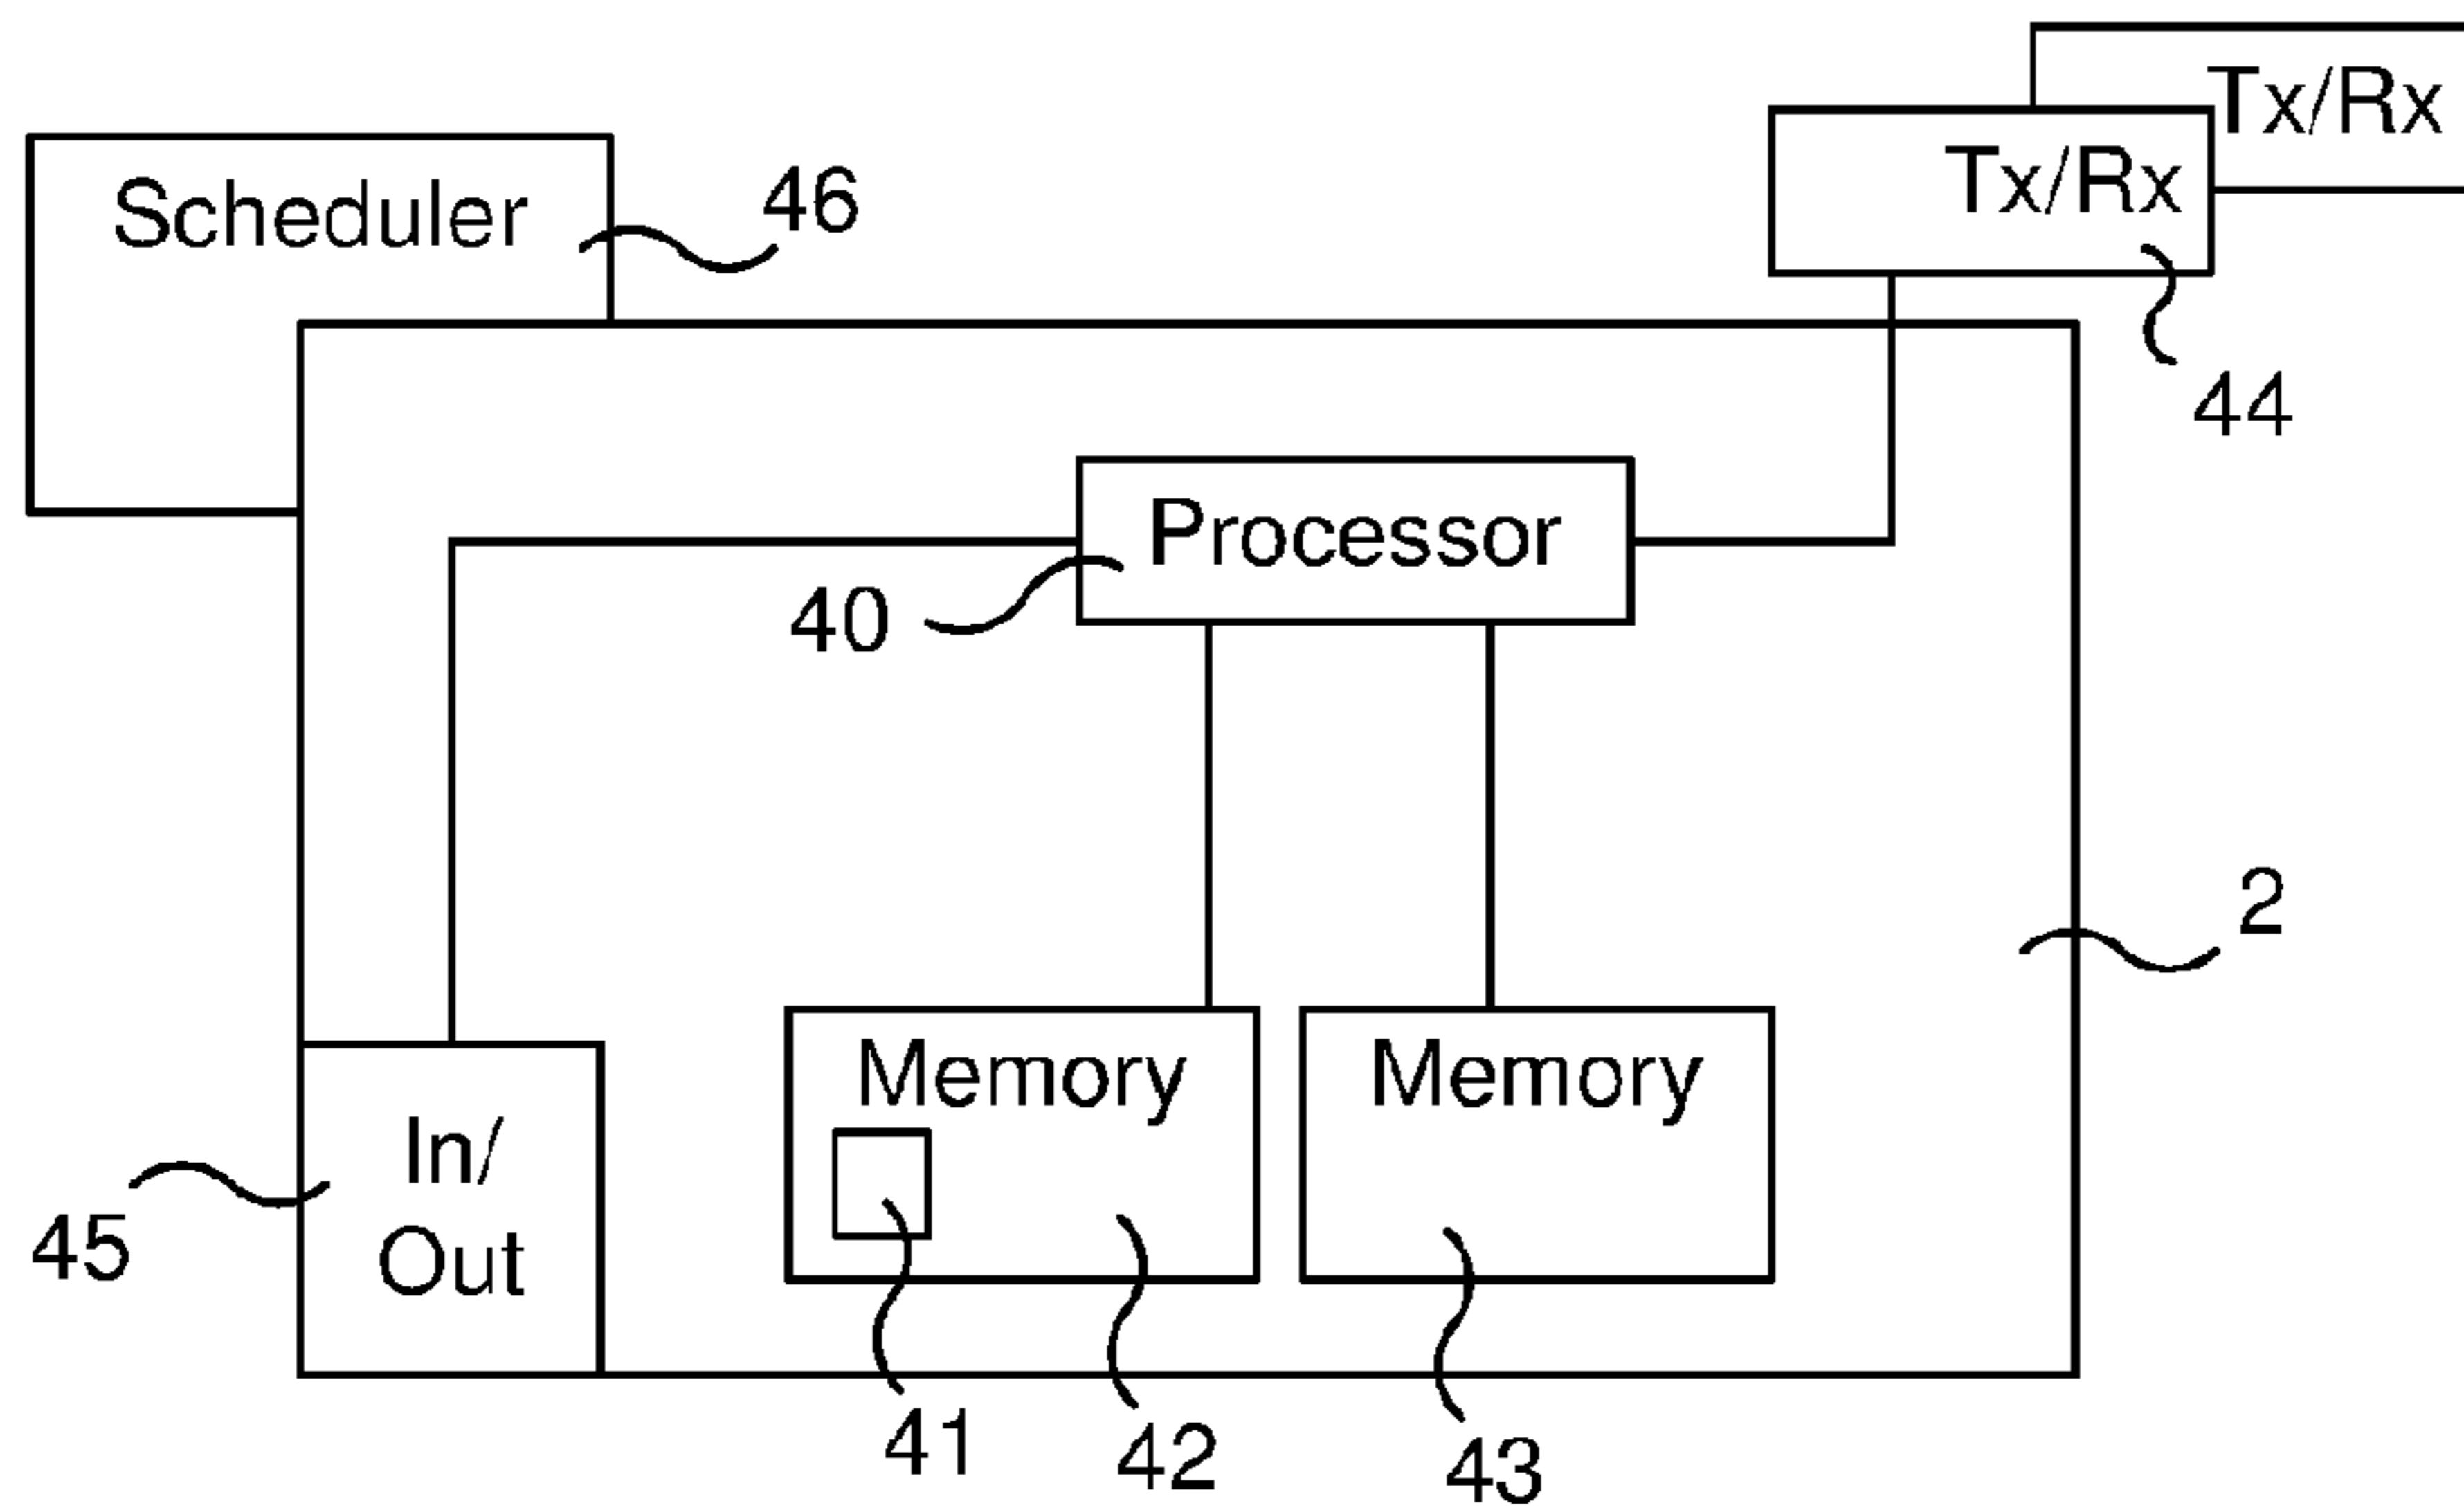 Tx/Rx
Tx/Rx
Scheduler
46
44
Processor
40
2
Memory
Memory
In/
Out
45
41
42
43